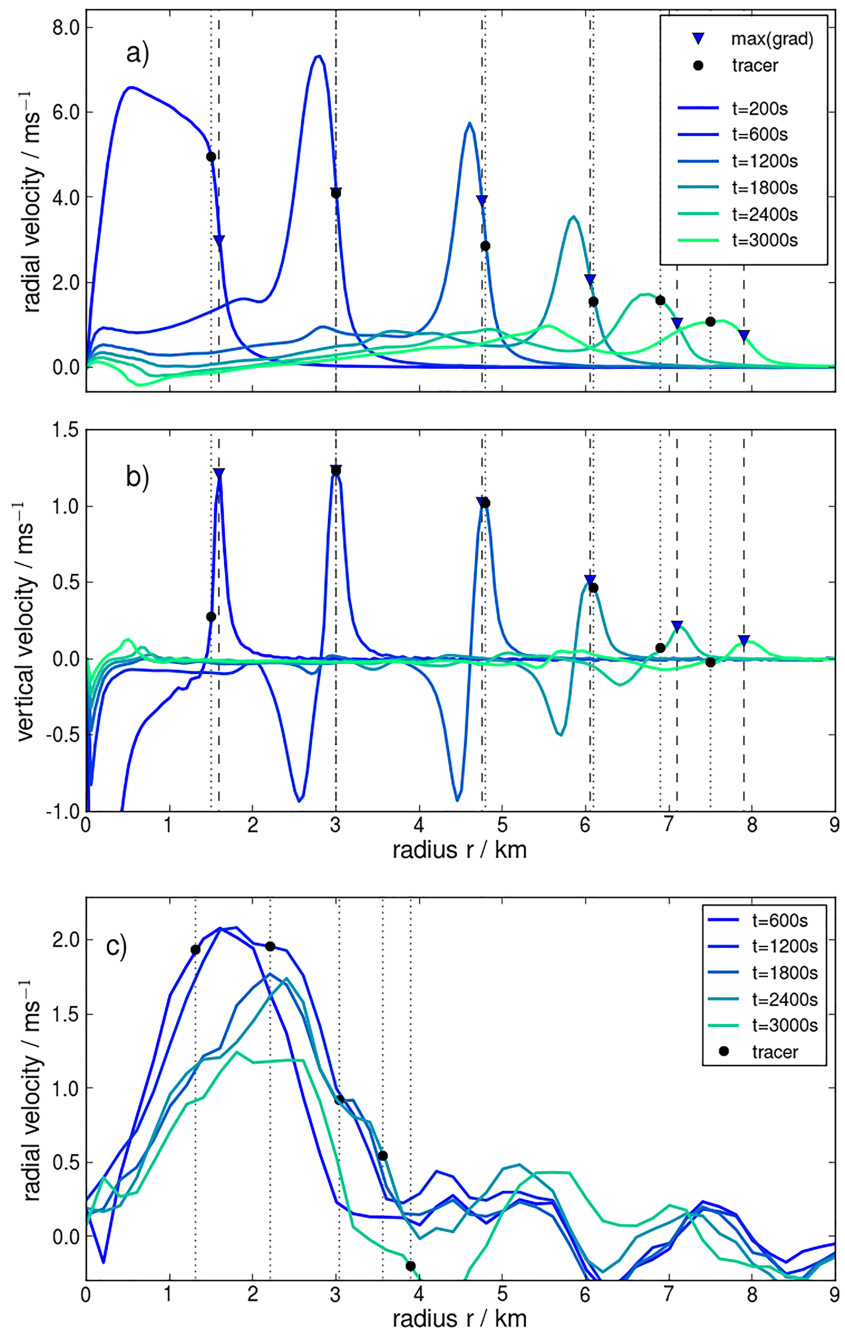 a)
radial velocity / ms⁻¹
8.0
6.0
4.0
2.0
0.0
max(grad)
tracer
t=200s
t=600s
t=1200s
t=1800s
t=2400s
t=3000s
b)
vertical velocity / ms⁻¹
1.5
1.0
0.5
0.0
-0.5
-1.0
0 1 2 3 4 5 6 7 8 9
radius r / km
c)
radial velocity / ms⁻¹
2.0
1.5
1.0
0.5
0.0
t=600s
t=1200s
t=1800s
t=2400s
t=3000s
tracer
0 1 2 3 4 5 6 7 8 9
radius r / km